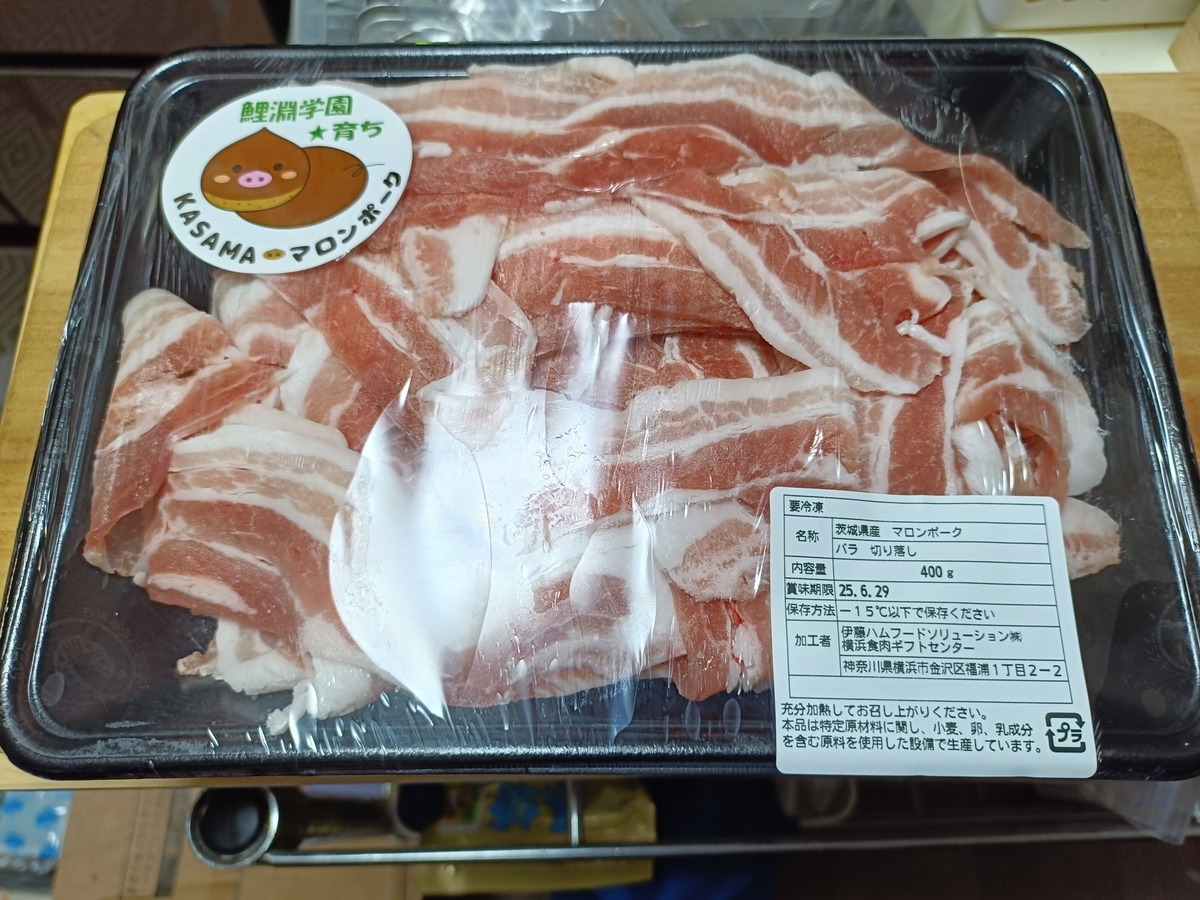 鯉淵学園
★育ち
KASAMA マロンポーク
要冷凍
名称 茨城県産 マロンポーク
バラ 切り落し
内容量 400g
賞味期限 25.6.29
保存方法 −15℃以下で保存ください
加工者 伊藤ハムフードソリューション㈱
横浜食肉ギフトセンター
神奈川県横浜市金沢区福浦1丁目2−2
充分加熱してお召し上がりください。
本品は特定原材料に関し、小麦、卵、乳成分
を含む原料を使用した設備で生産しています。
プラ